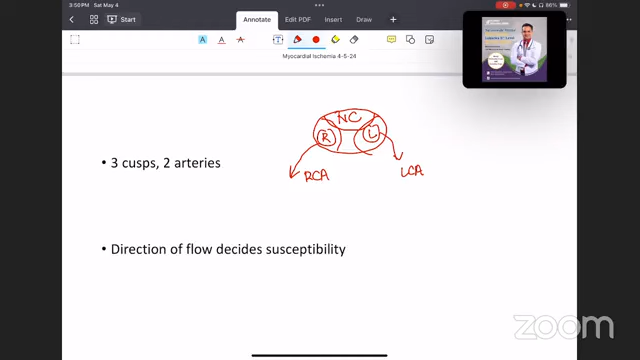 3:50 PM Sat May 4
86%
Start
Annotate
Edit PDF
Insert
Draw
Myocardial Ischemia 4-5-24
NC
R
L
RCA
LCA
• 3 cusps, 2 arteries
• Direction of flow decides susceptibility
zoom